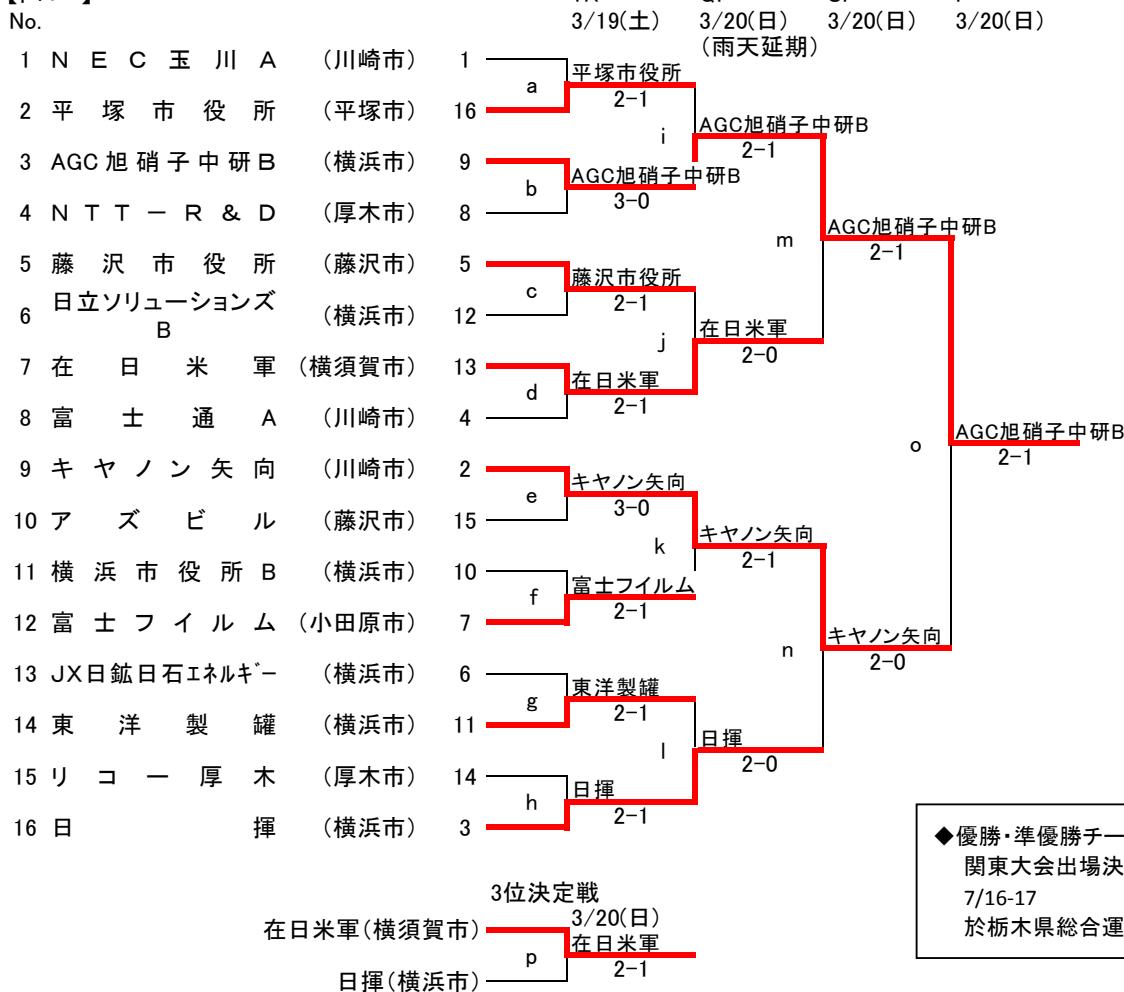 No.
3/19(土) 3/20(日) 3/20(日) 3/20(日)
(雨天延期)
1 ＮＥＣ玉川Ａ (川崎市) 1
a 平塚市役所
2-1
2 平塚市役所 (平塚市) 16
i AGC旭硝子中研B
2-1
3 AGC旭硝子中研B (横浜市) 9
b AGC旭硝子中研B
3-0
4 ＮＴＴ－Ｒ＆Ｄ (厚木市) 8
m AGC旭硝子中研B
2-1
5 藤沢市役所 (藤沢市) 5
c 藤沢市役所
2-1
6 日立ソリューションズ
B (横浜市) 12
j 在日米軍
2-0
7 在日米軍 (横須賀市) 13
d 在日米軍
2-1
8 富士通A (川崎市) 4
o AGC旭硝子中研B
2-1
9 キヤノン矢向 (川崎市) 2
e キヤノン矢向
3-0
10 アズビル (藤沢市) 15
k キヤノン矢向
2-1
11 横浜市役所B (横浜市) 10
f 富士フイルム
2-1
12 富士フイルム (小田原市) 7
n キヤノン矢向
2-0
13 JX日鉱日石ｴﾈﾙｷﾞｰ (横浜市) 6
g 東洋製罐
2-1
14 東洋製罐 (横浜市) 11
l 日揮
2-0
15 リコー厚木 (厚木市) 14
h 日揮
2-1
16 日揮 (横浜市) 3
◆優勝・準優勝チー
関東大会出場決
7/16-17
於栃木県総合運
3位決定戦
3/20(日)
在日米軍(横須賀市)
p 在日米軍
2-1
日揮(横浜市)